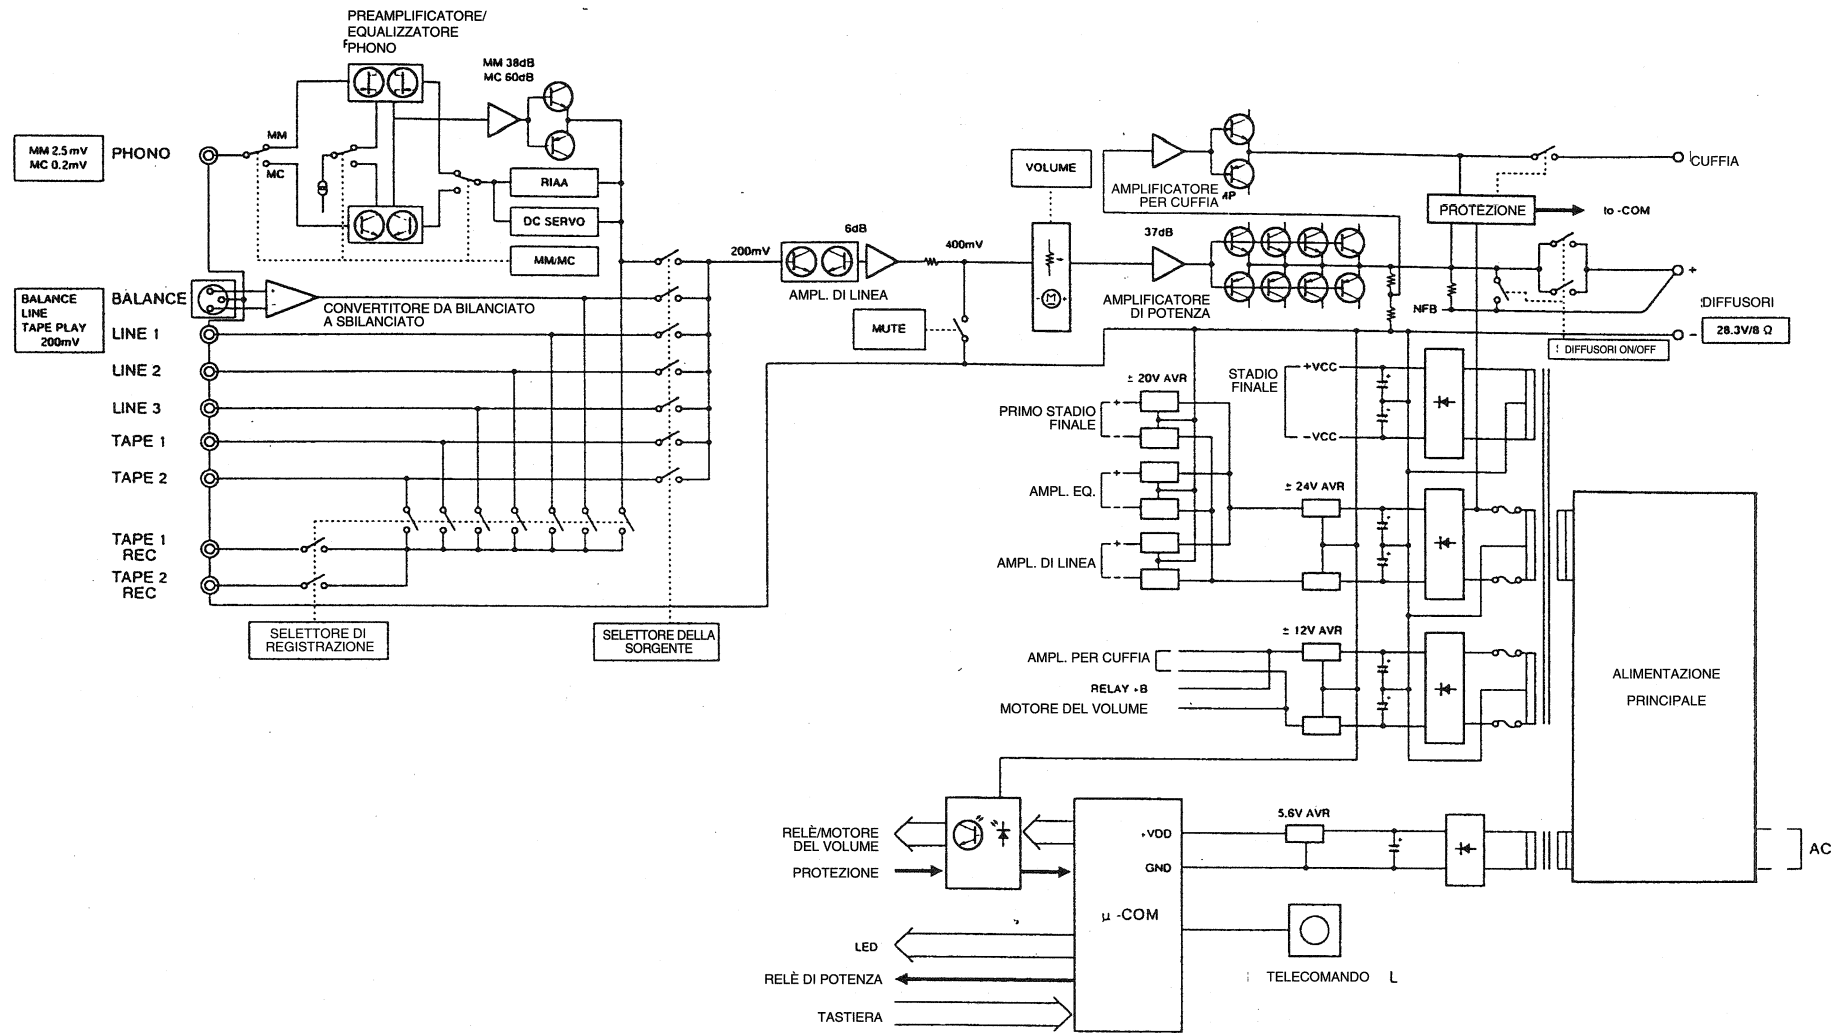 PREAMPLIFICATORE/
EQUALIZZATORE
PHONO
MM 38dB
MC 60dB
MM 2.5mV
MC 0.2mV
PHONO
MM
MC
RIAA
DC SERVO
MM/MC
BALANCE
LINE
TAPE PLAY
200mV
BALANCE
CONVERTITORE DA BILANCIATO
A SBILANCIATO
LINE 1
LINE 2
LINE 3
TAPE 1
TAPE 2
TAPE 1
REC
TAPE 2
REC
SELETTORE DI
REGISTRAZIONE
SELETTORE DELLA
SORGENTE
200mV
6dB
AMPL. DI LINEA
400mV
MUTE
VOLUME
M
AMPLIFICATORE
PER CUFFIA
37dB
AMPLIFICATORE
DI POTENZA
CUFFIA
PROTEZIONE
to -COM
NFB
+
DIFFUSORI
28.3V/8 Ω
-
DIFFUSORI ON/OFF
± 20V AVR
PRIMO STADIO
FINALE
STADIO
FINALE
+VCC
-VCC
AMPL. EQ.
± 24V AVR
AMPL. DI LINEA
± 12V AVR
AMPL. PER CUFFIA
RELAY +B
MOTORE DEL VOLUME
ALIMENTAZIONE
PRINCIPALE
RELÈ/MOTORE
DEL VOLUME
PROTEZIONE
+VDD
GND
µ -COM
5.6V AVR
AC
LED
RELÈ DI POTENZA
TASTIERA
TELECOMANDO